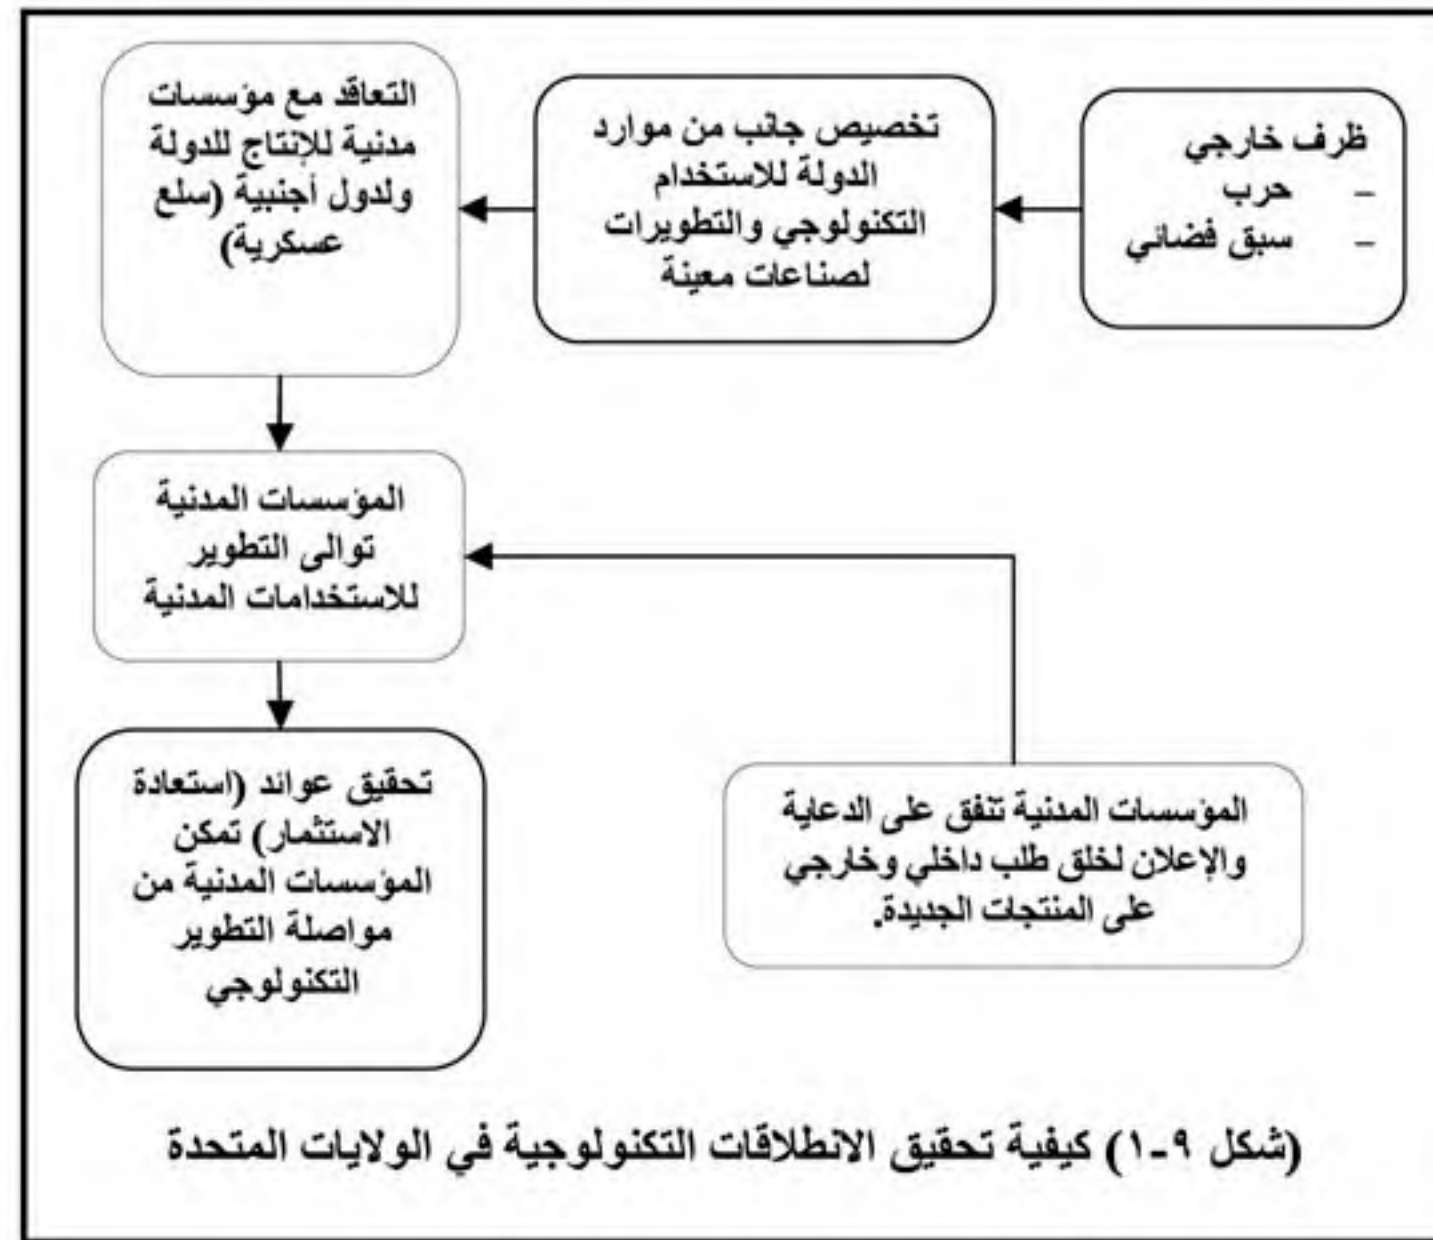 ظرف خارجي
– حرب
– سبق فضائي
تخصيص جانب من موارد
الدولة للاستخدام
التكنولوجي والتطويرات
لصناعات معينة
التعاقد مع مؤسسات
مدنية للإنتاج للدولة
ولدول أجنبية (سلع
عسكرية)
المؤسسات المدنية
توالى التطوير
للاستخدامات المدنية
المؤسسات المدنية تنفق على الدعاية
والإعلان لخلق طلب داخلي وخارجي
على المنتجات الجديدة.
تحقيق عوائد (استعادة
الاستثمار) تمكن
المؤسسات المدنية من
مواصلة التطوير
التكنولوجي
(شكل ٩-١) كيفية تحقيق الانطلاقات التكنولوجية في الولايات المتحدة